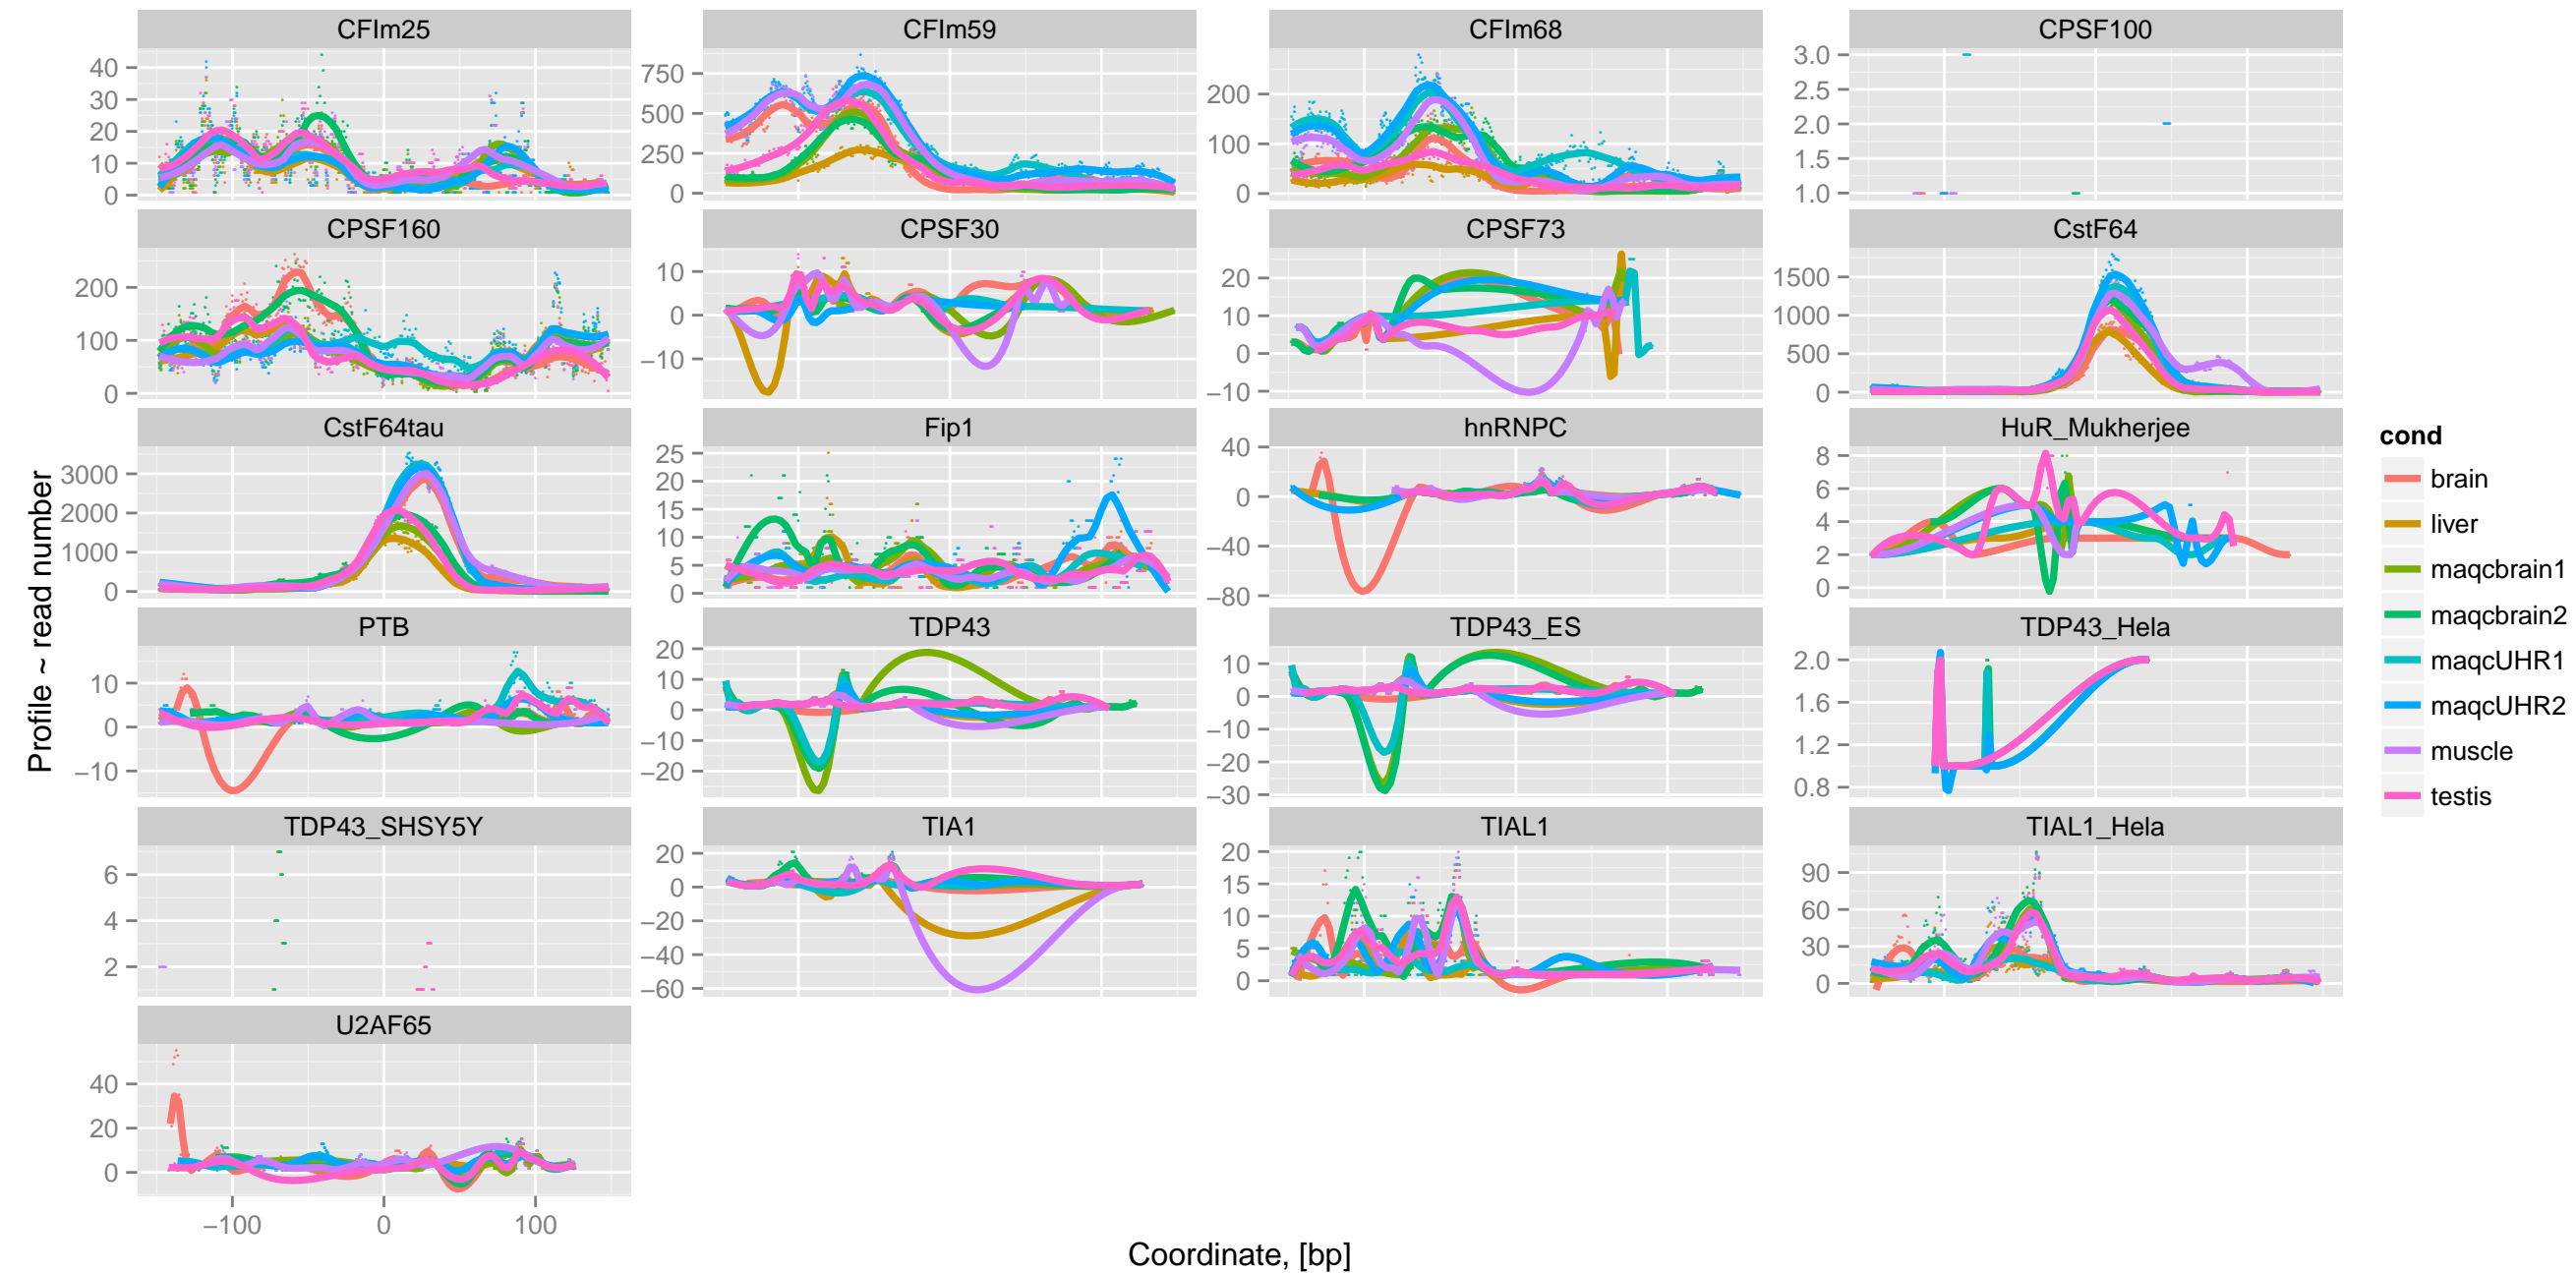 CFIm25 CFIm59 CFIm68 CPSF100
40 30 20 10 0
750 500 250 0
200 100 0
3.0 2.5 2.0 1.5 1.0
CPSF160 CPSF30 CPSF73 CstF64
200 100 0
10 0 −10
20 10 0 −10
1500 1000 500 0
CstF64tau Fip1 hnRNPC HuR_Mukherjee
3000 2000 1000 0
25 20 15 10 5 0
40 0 −40 −80
8 6 4 2 0
PTB TDP43 TDP43_ES TDP43_Hela
10 0 −10
20 10 0 −10 −20
10 0 −10 −20 −30
2.0 1.6 1.2 0.8
TDP43_SHSY5Y TIA1 TIAL1 TIAL1_Hela
6 4 2
20 0 −20 −40 −60
20 15 10 5 0
90 60 30 0
U2AF65
40 20 0
−100 0 100
Coordinate, [bp]
Profile ~ read number
cond
brain
liver
maqcbrain1
maqcbrain2
maqcUHR1
maqcUHR2
muscle
testis